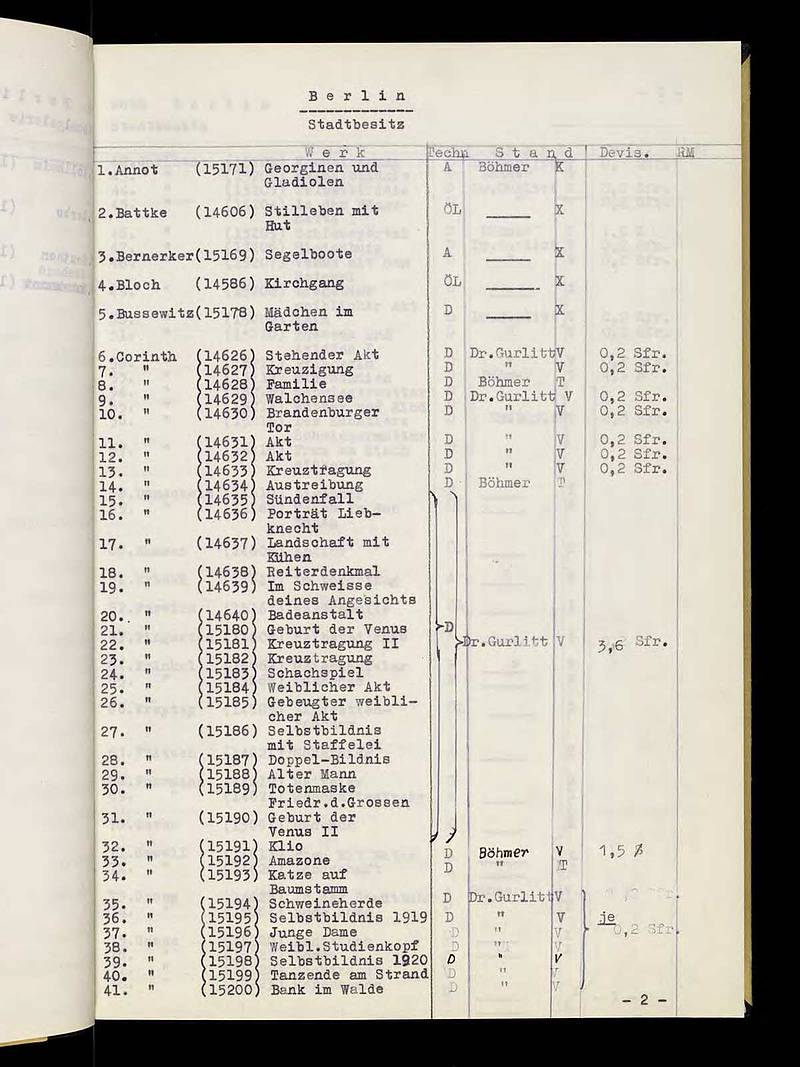 B e r l i n
Stadtbesitz
W e r k Techn S t a n d Devis. RM
1.Annot (15171) Georginen und A Böhmer K
Gladiolen
2.Battke (14606) Stilleben mit ÖL _____ X
Hut
3.Bernerker(15169) Segelboote A _____ X
4.Bloch (14586) Kirchgang ÖL ______ X
5.Bussewitz(15178) Mädchen im D _____ X
Garten
6.Corinth (14626) Stehender Akt D Dr.Gurlitt V 0,2 Sfr.
7. " (14627) Kreuzigung D " V 0,2 Sfr.
8. " (14628) Familie D Böhmer T
9. " (14629) Walchensee D Dr.Gurlitt V 0,2 Sfr.
10. " (14630) Brandenburger D " V 0,2 Sfr.
Tor
11. " (14631) Akt D " V 0,2 Sfr.
12. " (14632) Akt D " V 0,2 Sfr.
13. " (14633) Kreuztragung D " V 0,2 Sfr.
14. " (14634) Austreibung D Böhmer T
15. " (14635) Sündenfall
16. " (14636) Porträt Lieb-
knecht
17. " (14637) Landschaft mit
Kühen
18. " (14638) Reiterdenkmal
19. " (14639) Im Schweisse
deines Angesichts
20.. " (14640) Badeanstalt
21. " (15180) Geburt der Venus D
22. " (15181) Kreuztragung II Dr.Gurlitt V 3,6 Sfr.
23. " (15182) Kreuztragung
24. " (15183) Schachspiel
25. " (15184) Weiblicher Akt
26. " (15185) Gebeugter weibli-
cher Akt
27. " (15186) Selbstbildnis
mit Staffelei
28. " (15187) Doppel-Bildnis
29. " (15188) Alter Mann
30. " (15189) Totenmaske
Friedr.d.Grossen
31. " (15190) Geburt der
Venus II
32. " (15191) Klio D Böhmer V 1,5 $
33. " (15192) Amazone D " T
34. " (15193) Katze auf
Baumstamm
35. " (15194) Schweineherde D Dr.Gurlitt V
36. " (15195) Selbstbildnis 1919 D " V je
37. " (15196) Junge Dame D " V 0,2 Sfr.
38. " (15197) Weibl.Studienkopf D " V
39. " (15198) Selbstbildnis 1920 D " V
40. " (15199) Tanzende am Strand D " V
41. " (15200) Bank im Walde D " V
- 2 -